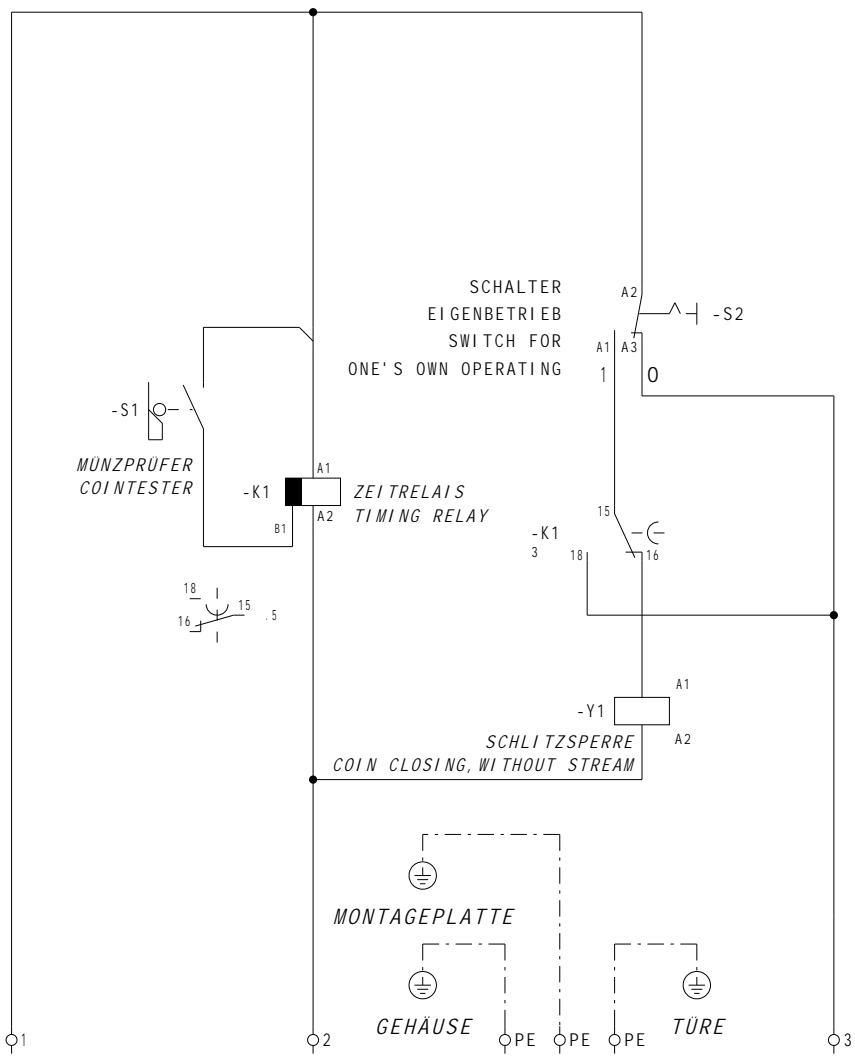 SCHALTER
EIGENBETRIEB
SWITCH FOR
ONE'S OWN OPERATING
A2
-S2
A1 A3
1 0
-S1
MÜNZPRÜFER
COINTESTER
-K1
A1
A2
B1
ZEITRELAIS
TIMING RELAY
15
-K1
3
18
16
18
15
.5
16
A1
-Y1
A2
SCHLITZSPERRE
COIN CLOSING, WITHOUT STREAM
MONTAGEPLATTE
GEHÄUSE
TÜRE
1
2
PE
PE
PE
3